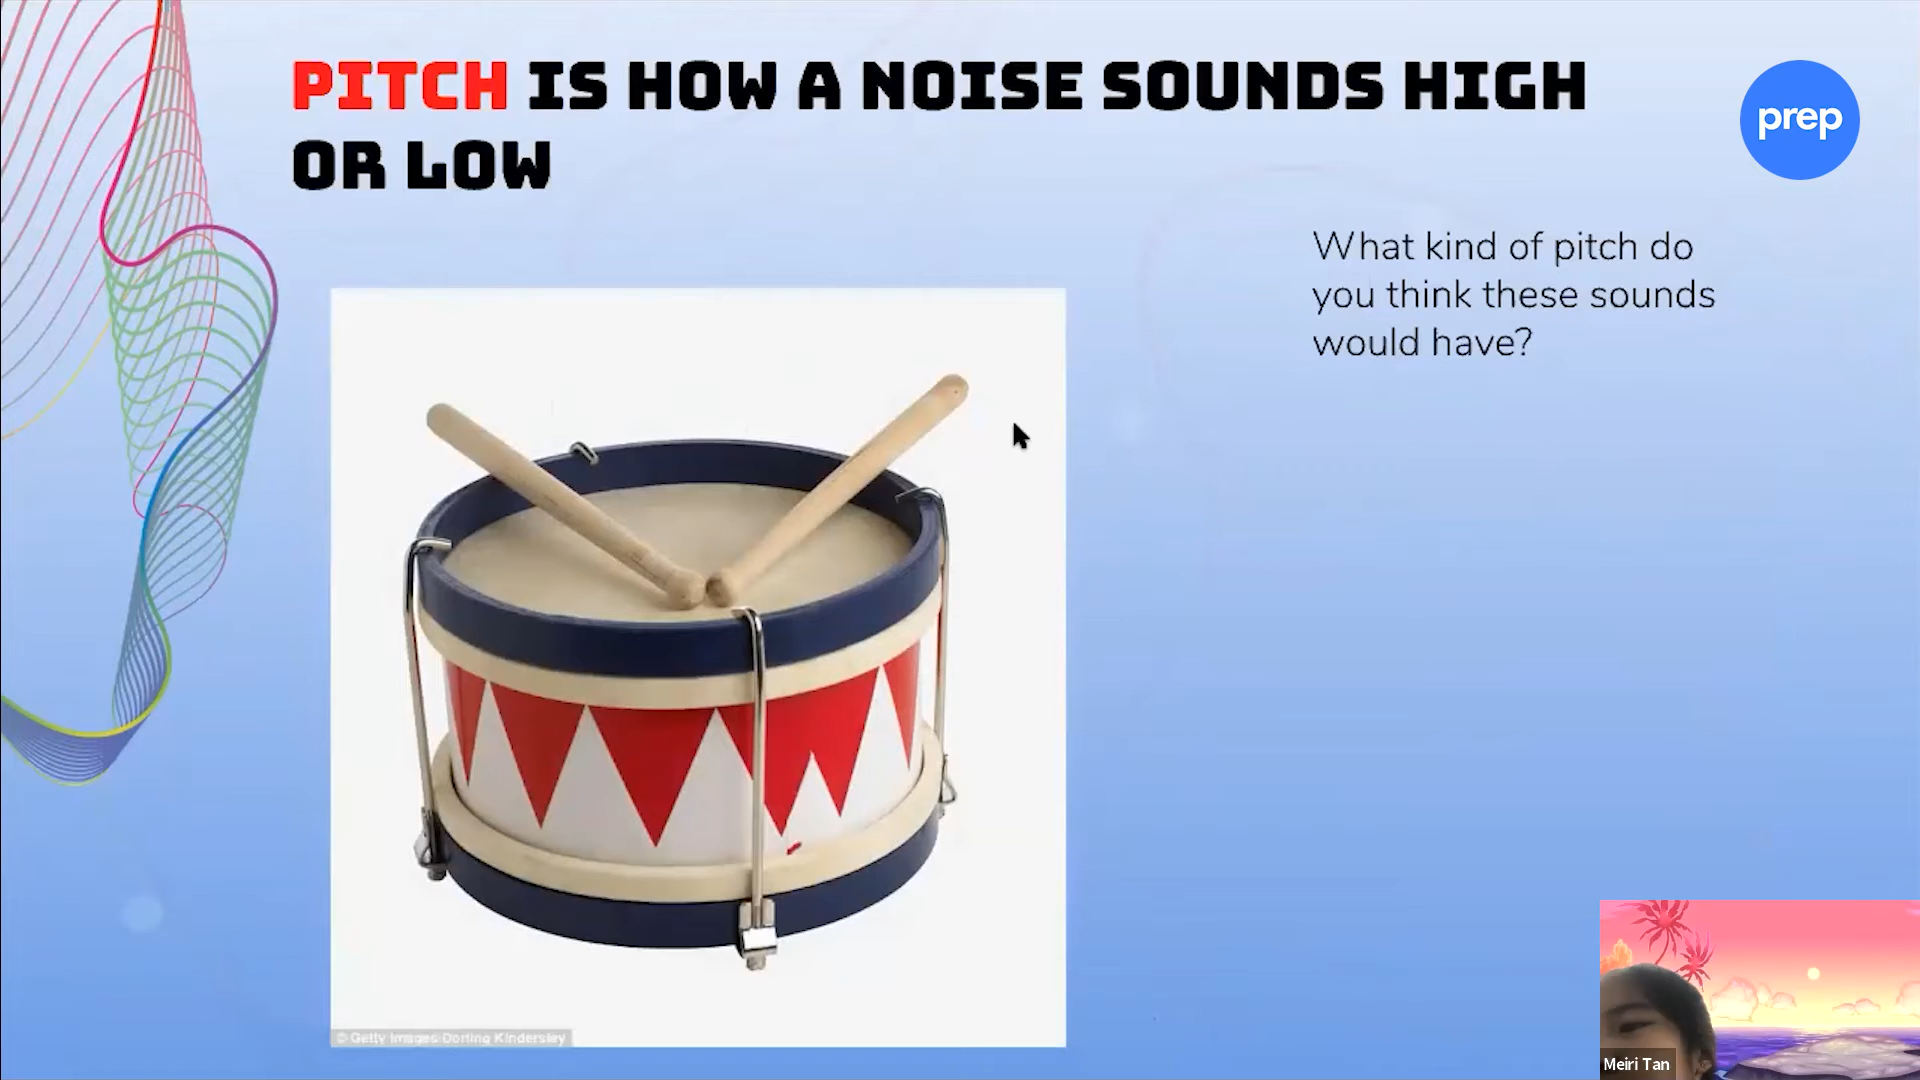 PITCH IS HOW A NOISE SOUNDS HIGH
OR LOW
prep
What kind of pitch do
you think these sounds
would have?
© Getty Images/Dorling Kindersley
Meiri Tan